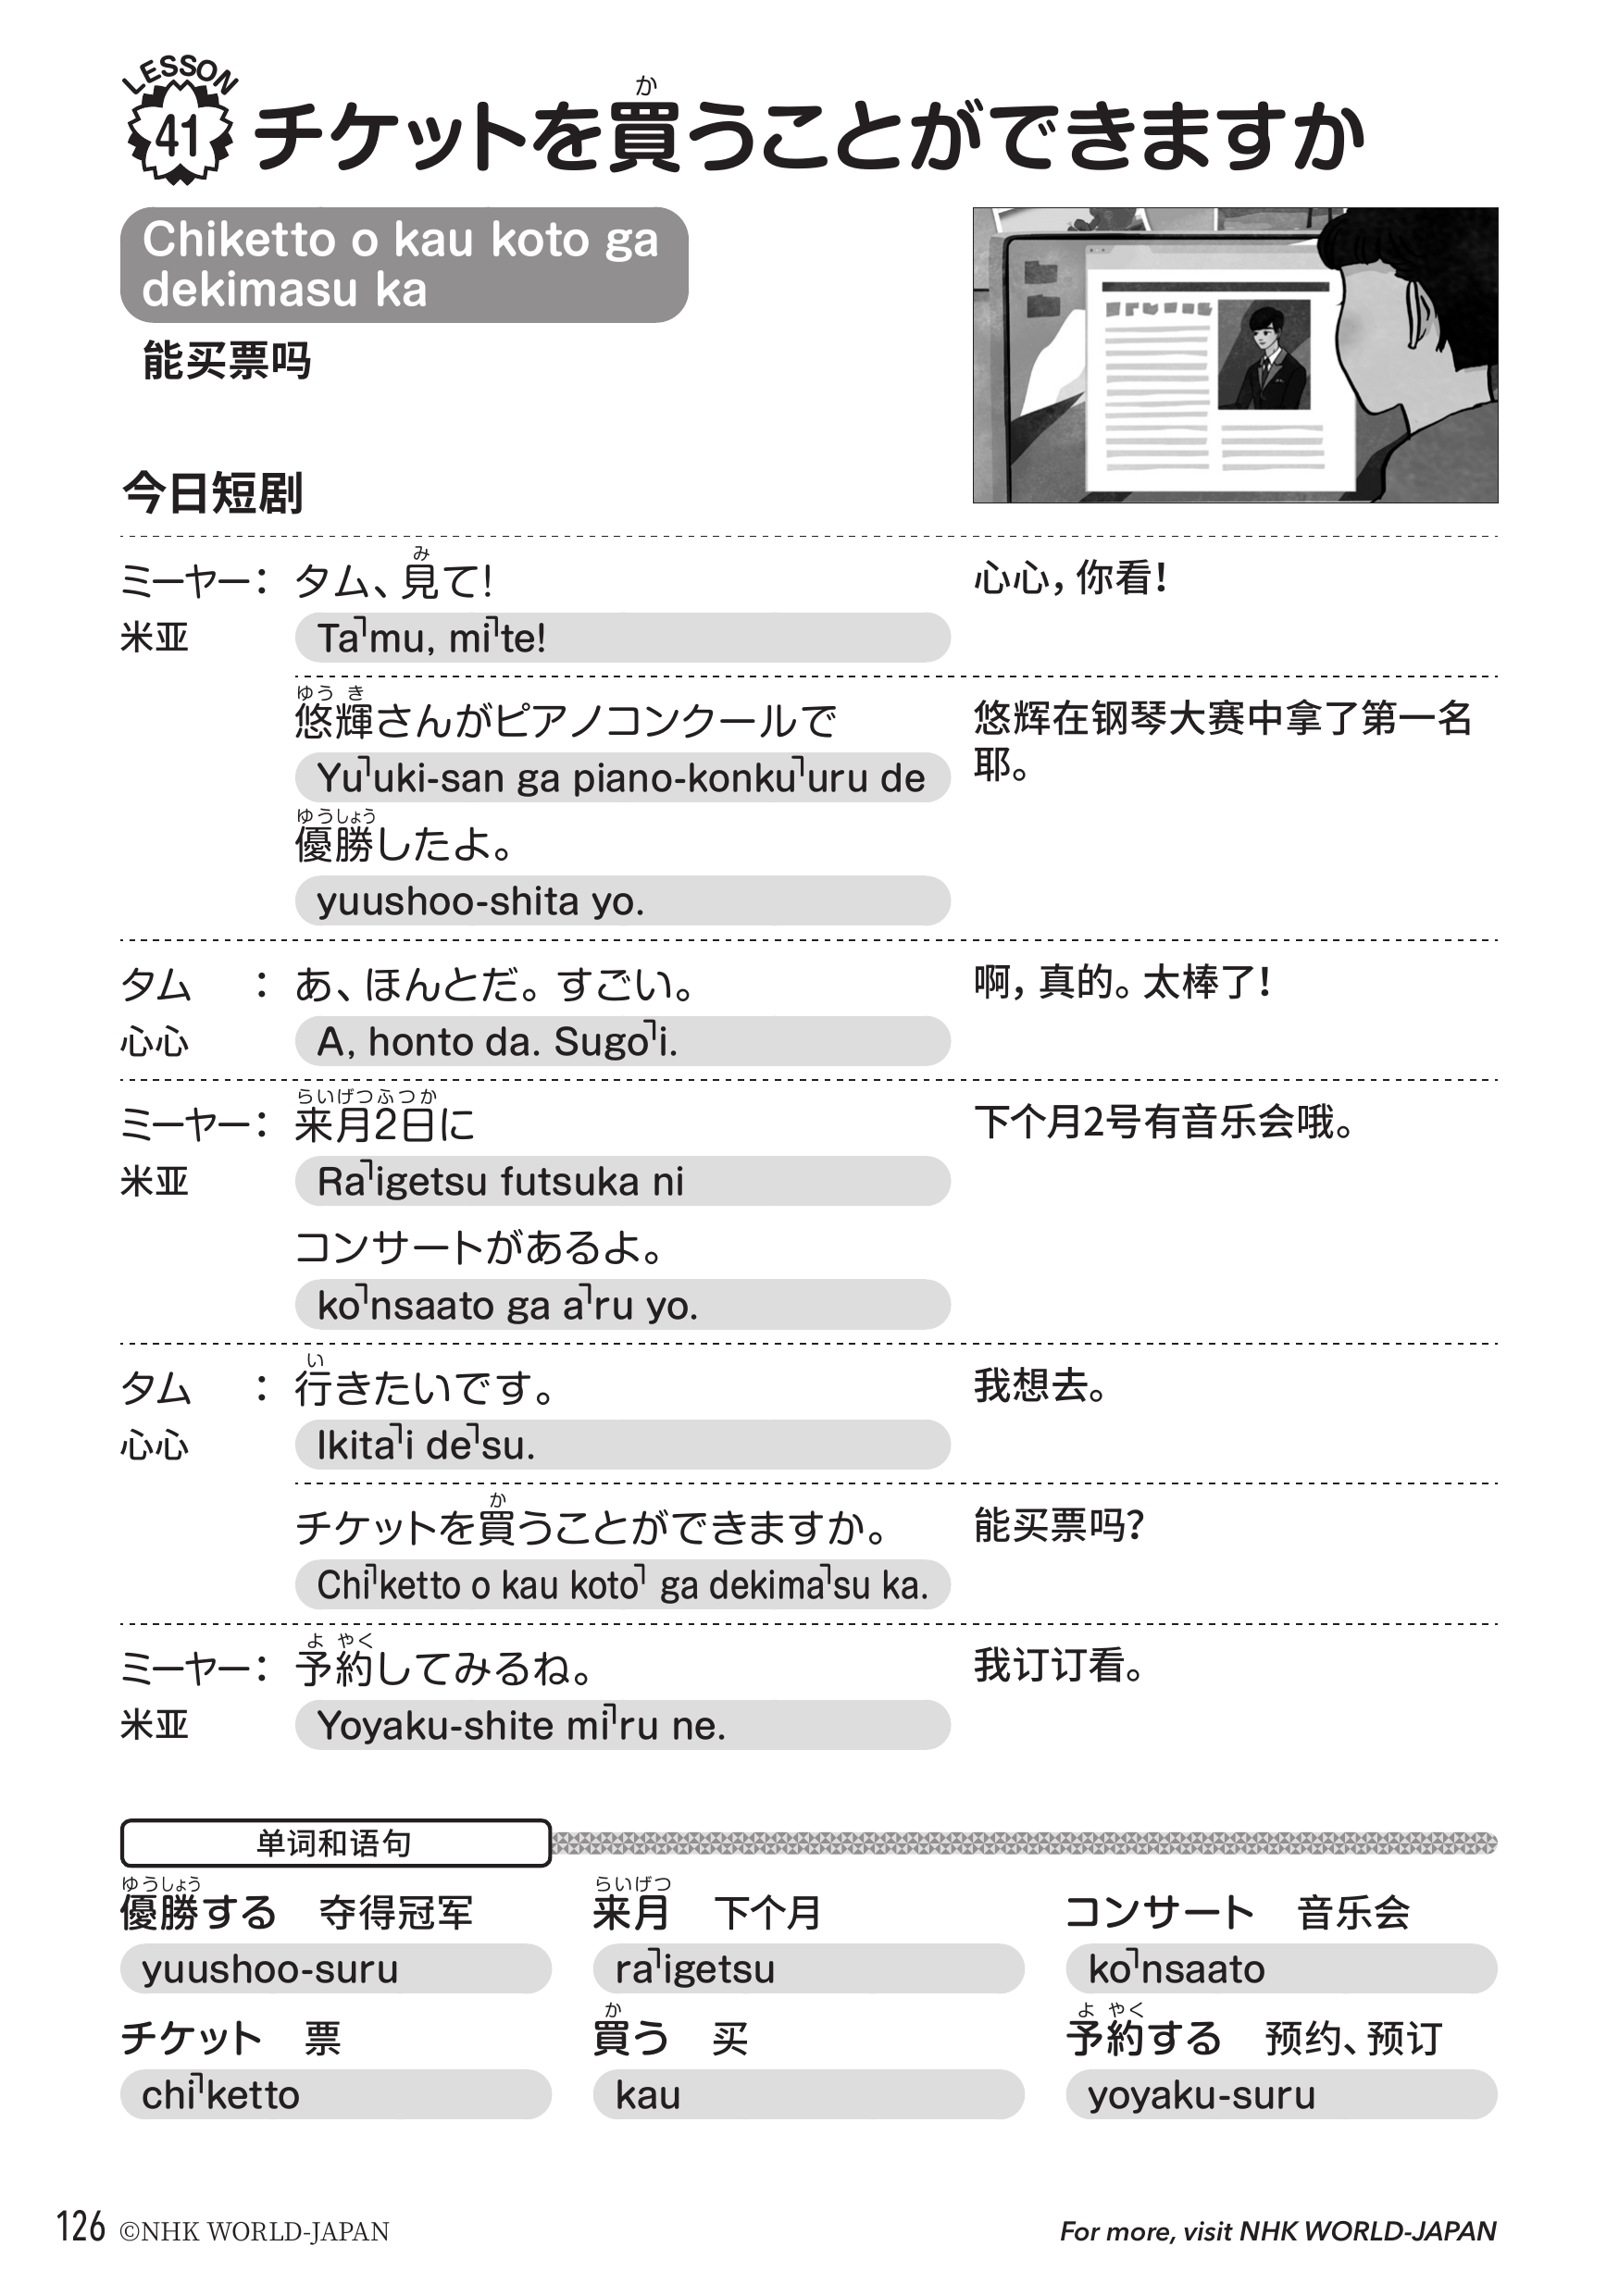 LESSON
41
か
チケットを買うことができますか
Chiketto o kau koto ga
dekimasu ka
能买票吗
今日短剧
み
ミーヤー： タム、見て！ 心心，你看！
米亚 Ta˥mu, mi˥te!
ゆう き
悠輝さんがピアノコンクールで 悠辉在钢琴大赛中拿了第一名
Yu˥uki-san ga piano-konku˥uru de 耶。
ゆうしょう
優勝したよ。
yuushoo-shita yo.
タム ： あ、ほんとだ。すごい。 啊，真的。太棒了！
心心 A, honto da. Sugo˥i.
らいげつふつか
ミーヤー： 来月2日に 下个月2号有音乐会哦。
米亚 Ra˥igetsu futsuka ni
コンサートがあるよ。
ko˥nsaato ga a˥ru yo.
い
タム ： 行きたいです。 我想去。
心心 Ikita˥i de˥su.
か
チケットを買うことができますか。 能买票吗？
Chi˥ketto o kau koto˥ ga dekima˥su ka.
よ やく
ミーヤー： 予約してみるね。 我订订看。
米亚 Yoyaku-shite mi˥ru ne.
单词和语句
ゆうしょう らいげつ
優勝する 夺得冠军 来月 下个月 コンサート 音乐会
yuushoo-suru ra˥igetsu ko˥nsaato
か よ やく
チケット 票 買う 买 予約する 预约、预订
chi˥ketto kau yoyaku-suru
126 ©NHK WORLD-JAPAN For more, visit NHK WORLD-JAPAN